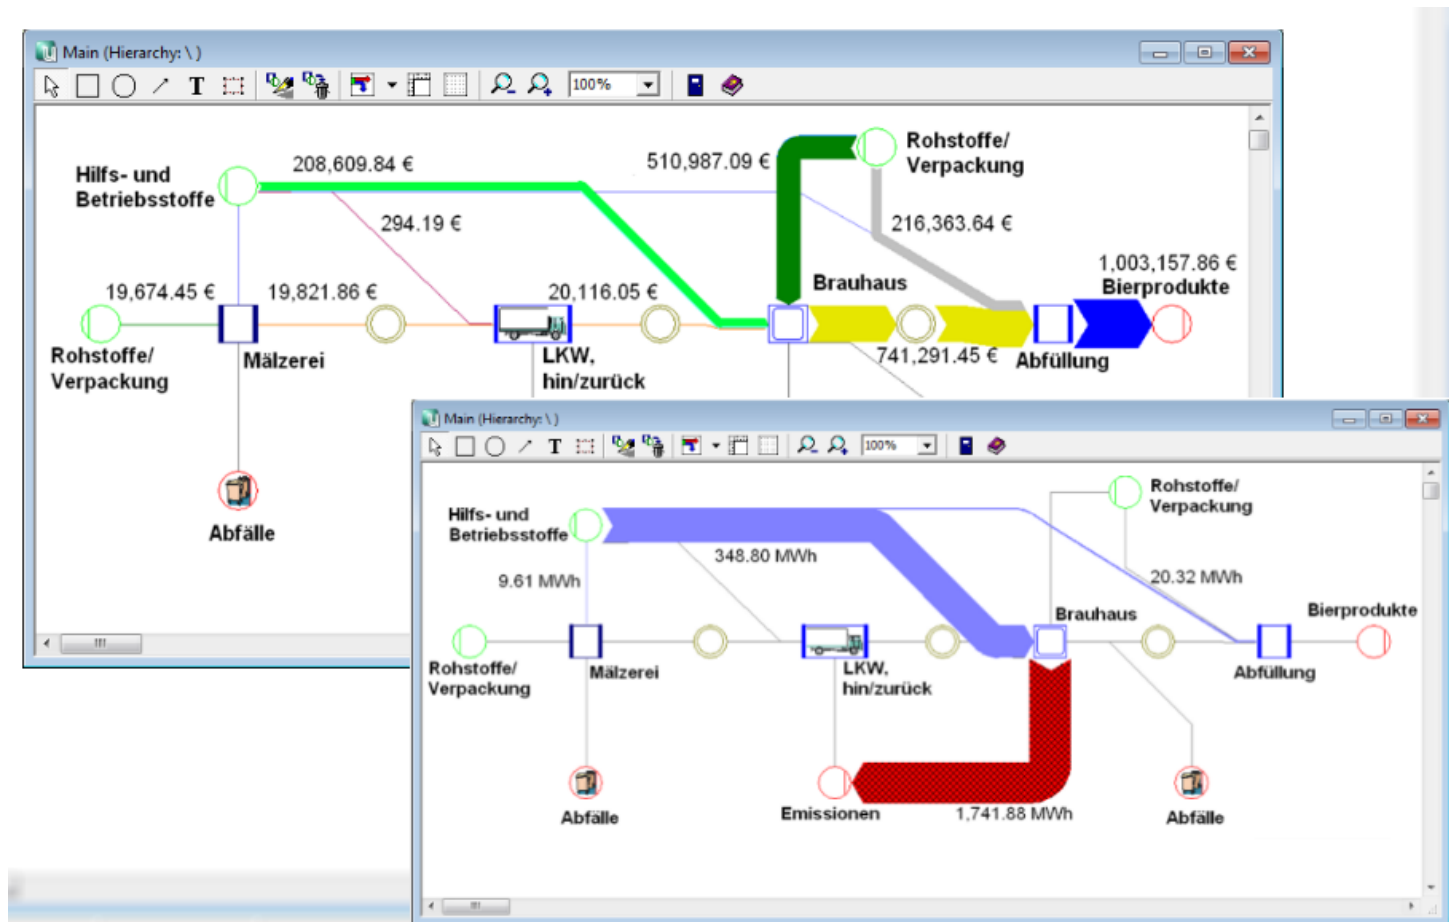 Main (Hierarchy: \ )
T
100%
Hilfs- und
Betriebsstoffe
208,609.84 €
510,987.09 €
Rohstoffe/
Verpackung
294.19 €
216,363.64 €
1,003,157.86 €
Bierprodukte
19,674.45 €
19,821.86 €
20,116.05 €
Brauhaus
Rohstoffe/
Verpackung
Mälzerei
LKW,
hin/zurück
741,291.45 €
Abfüllung
Abfälle
Main (Hierarchy: \ )
T
100%
Hilfs- und
Betriebsstoffe
Rohstoffe/
Verpackung
348.80 MWh
9.61 MWh
20.32 MWh
Brauhaus
Bierprodukte
Rohstoffe/
Verpackung
Mälzerei
LKW,
hin/zurück
Abfüllung
Abfälle
Emissionen
1,741.88 MWh
Abfälle